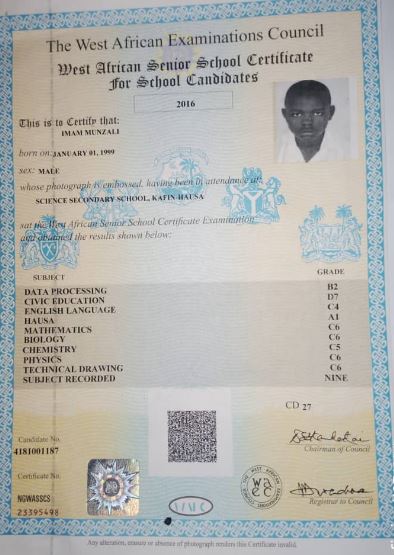 The West African Examinations Council
West African Senior School Certificate
For School Candidates
2016
This is to Certify that:
IMAM MUNZALI
born on: JANUARY 01, 1999
sex: MALE
whose photograph is embossed, having been in attendance at:
SCIENCE SECONDARY SCHOOL, KAFIN-HAUSA
sat the West African Senior School Certificate Examination
and obtained the results shown below:
SUBJECT GRADE
DATA PROCESSING B2
CIVIC EDUCATION D7
ENGLISH LANGUAGE C4
HAUSA A1
MATHEMATICS C6
BIOLOGY C6
CHEMISTRY C5
PHYSICS C6
TECHNICAL DRAWING C6
SUBJECT RECORDED NINE
CD 27
Candidate No.
4181001187
Chairman of Council
Certificate No.
NGWASSCS
23395498
Registrar to Council
Any alteration, erasure or absence of photograph renders this Certificate invalid.